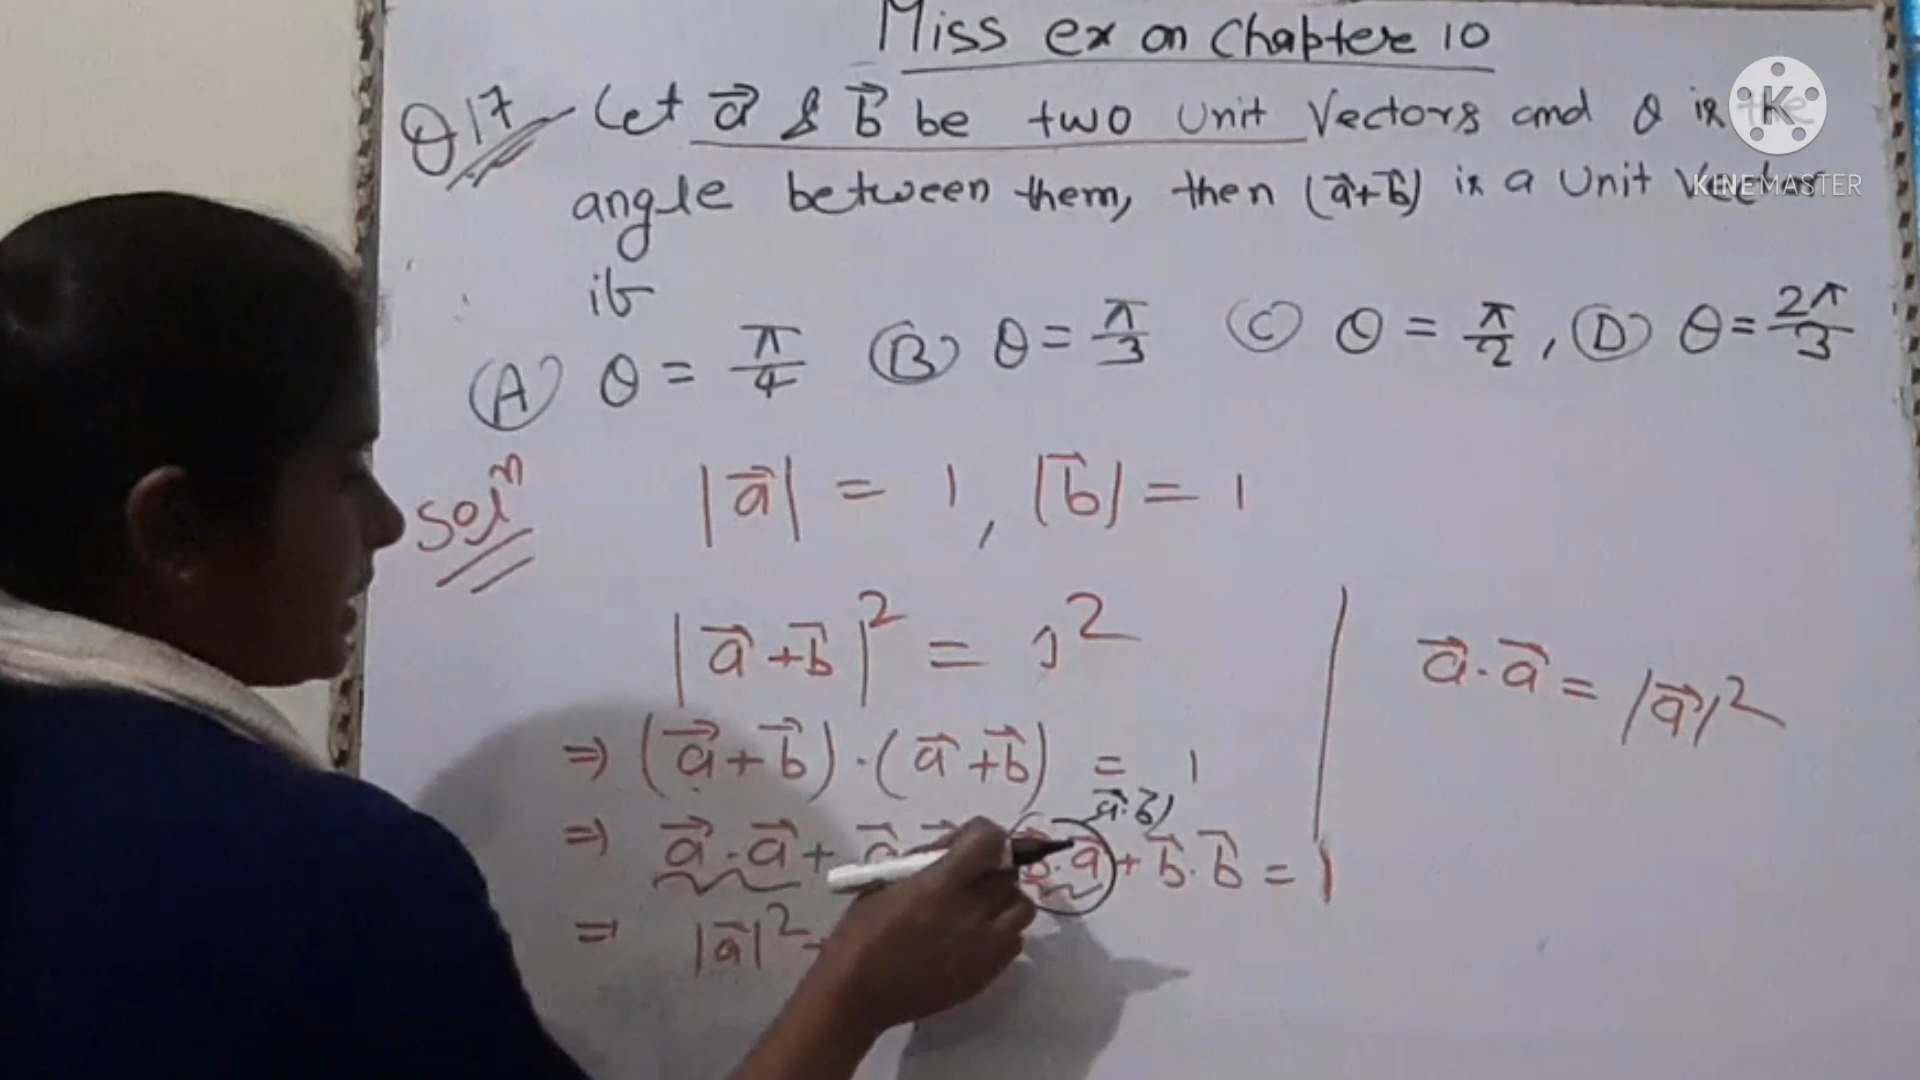 Miss ex on Chapter 10
Q17 Let a⃗ & b⃗ be two unit vectors and θ is the
angle between them, then (a⃗+b⃗) is a unit vector
if
(A) θ = π/4 (B) θ = π/3 (C) θ = π/2, (D) θ = 2π/3
Solⁿ |a⃗| = 1, |b⃗| = 1
|a⃗+b⃗|² = 1²
a⃗·a⃗ = |a⃗|²
⇒ (a⃗+b⃗)·(a⃗+b⃗) = 1
a⃗·b⃗
⇒ a⃗·a⃗ + b⃗·a⃗ + b⃗·b⃗ = 1
⇒ |a⃗|² +
K
KINEMASTER